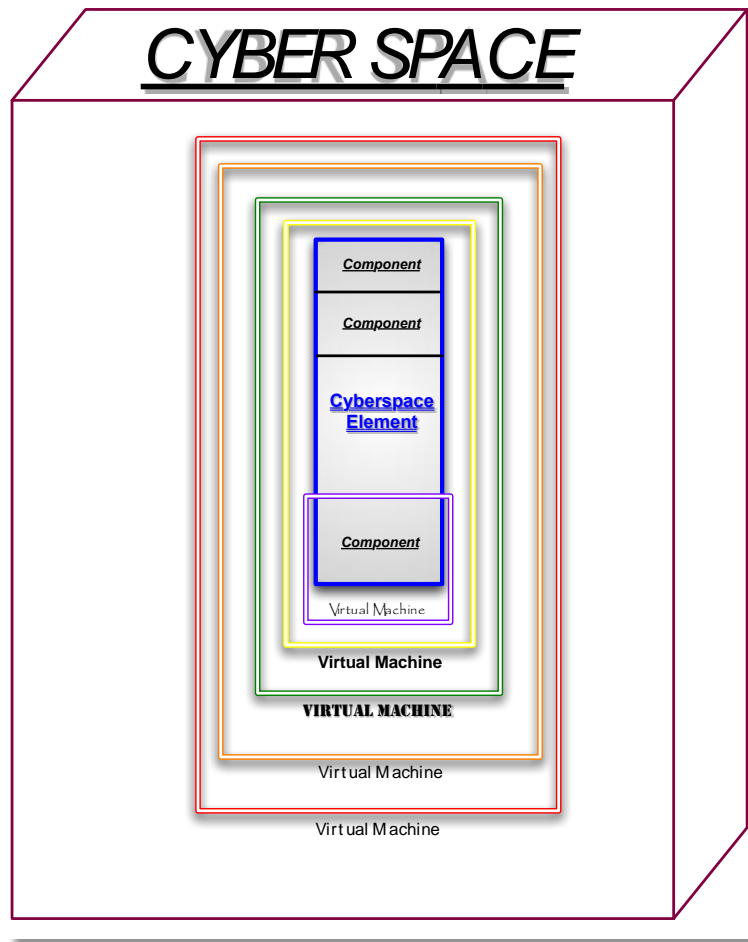 CYBER SPACE
Component
Component
Cyberspace
Element
Component
Virtual Machine
Virtual Machine
VIRTUAL MACHINE
Virtual Machine
Virtual Machine